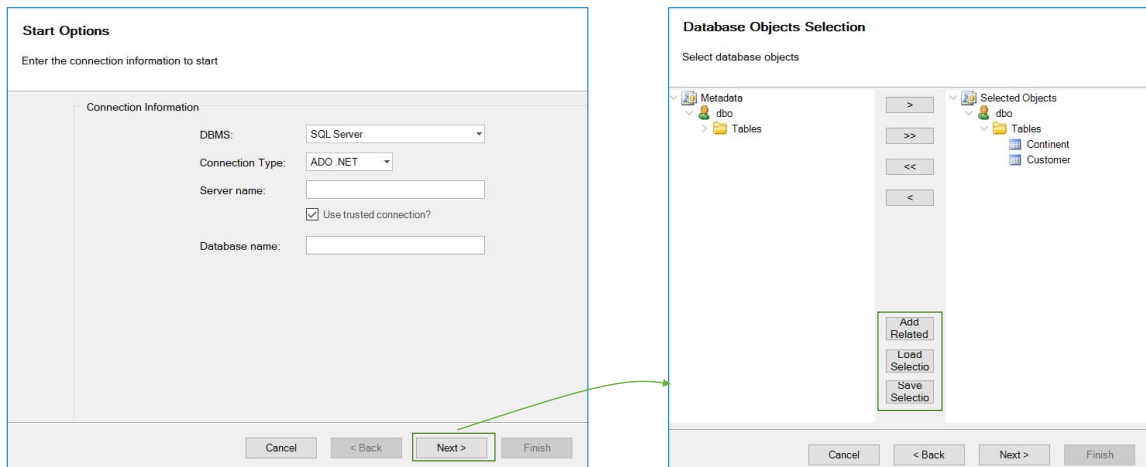 Start Options
Enter the connection information to start
Connection Information
DBMS: SQL Server
Connection Type: ADO .NET
Server name:
Use trusted connection?
Database name:
Cancel < Back Next > Finish
Database Objects Selection
Select database objects
Metadata
dbo
Tables
>
>>
<<
<
Selected Objects
dbo
Tables
Continent
Customer
Add
Related
Load
Selectio
Save
Selectio
Cancel < Back Next > Finish